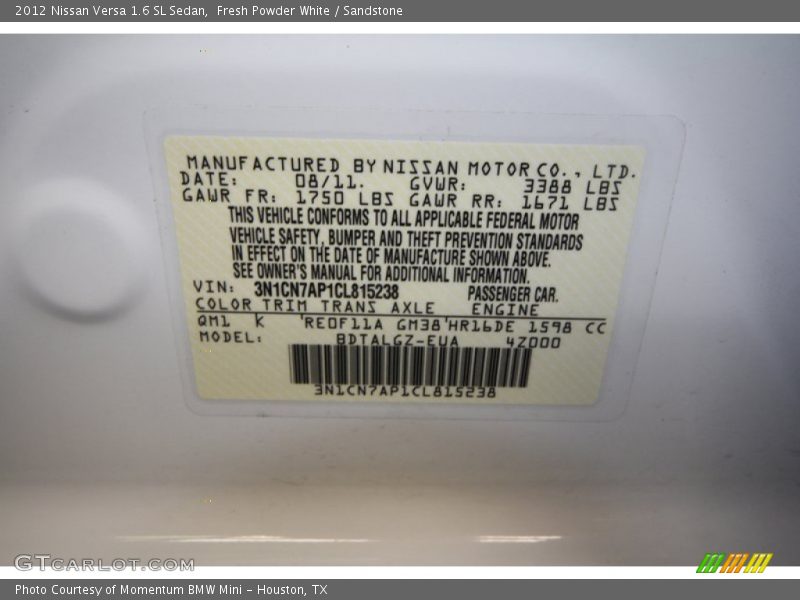 2012 Nissan Versa 1.6 SL Sedan,  Fresh Powder White / Sandstone
MANUFACTURED BY NISSAN MOTOR CO., LTD.
DATE: 08/11. GVWR: 3388 LBS
GAWR FR: 1750 LBS GAWR RR: 1671 LBS
THIS VEHICLE CONFORMS TO ALL APPLICABLE FEDERAL MOTOR
VEHICLE SAFETY, BUMPER AND THEFT PREVENTION STANDARDS
IN EFFECT ON THE DATE OF MANUFACTURE SHOWN ABOVE.
SEE OWNER'S MANUAL FOR ADDITIONAL INFORMATION.
VIN: 3N1CN7AP1CL815238 PASSENGER CAR.
COLOR TRIM TRANS AXLE ENGINE
QM1 K 'RE0F11A GM38'HR16DE 1598 CC
MODEL: BDTALGZ-EUA 4Z000
3N1CN7AP1CL815238
GTCARLOT.COM
Photo Courtesy of Momentum BMW Mini - Houston, TX